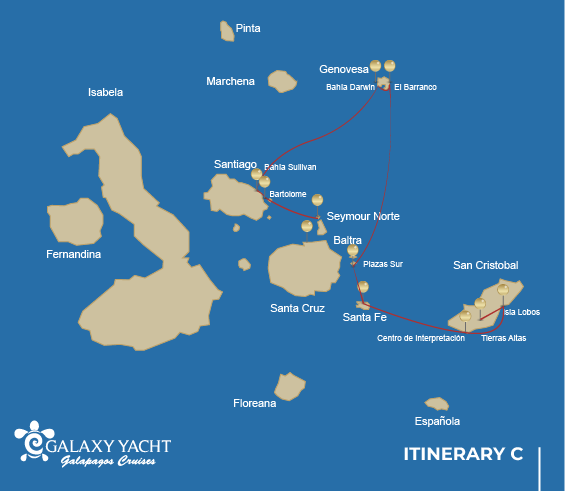 Pinta
Genovesa
Marchena
Bahia Darwin
El Barranco
Isabela
Santiago
Bahia Sullivan
Bartolome
Seymour Norte
Baltra
Fernandina
Plazas Sur
San Cristobal
Santa Cruz
Santa Fe
Isla Lobos
Centro de Interpretación
Tierras Altas
Floreana
Española
GALAXY YACHT
Galapagos Cruises
ITINERARY C